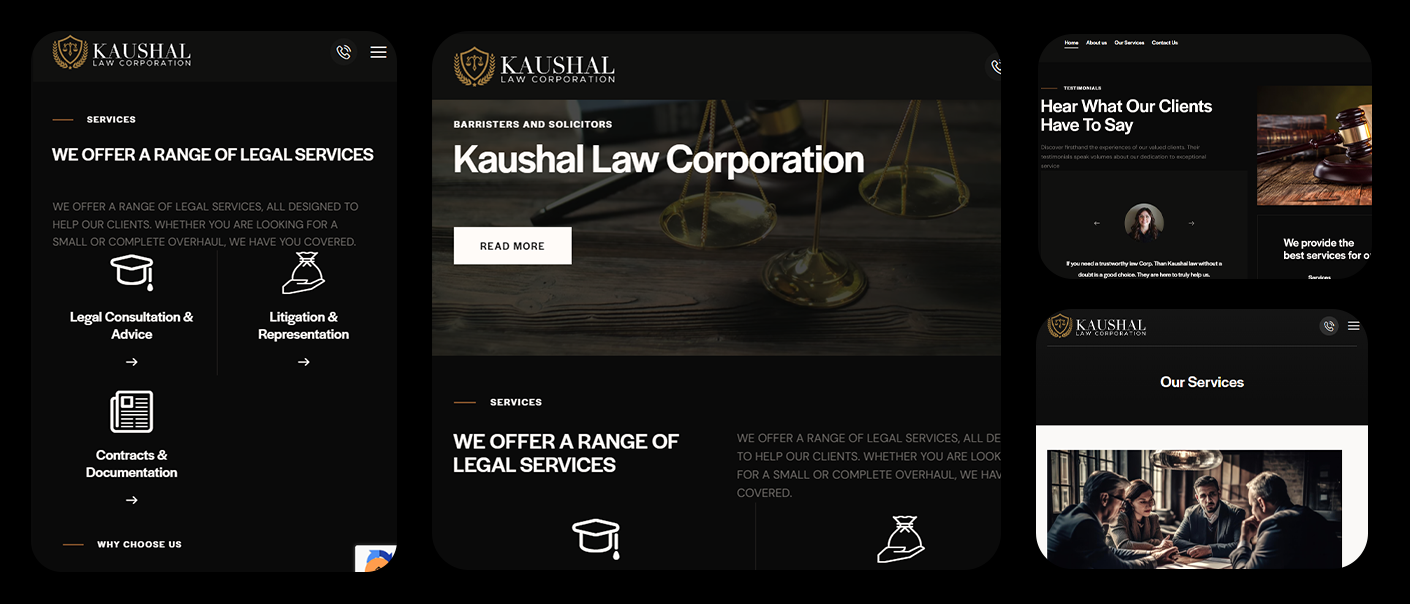 KAUSHAL
LAW CORPORATION
SERVICES
WE OFFER A RANGE OF LEGAL SERVICES
WE OFFER A RANGE OF LEGAL SERVICES, ALL DESIGNED TO
HELP OUR CLIENTS. WHETHER YOU ARE LOOKING FOR A
SMALL OR COMPLETE OVERHAUL, WE HAVE YOU COVERED.
Legal Consultation &
Advice
Litigation &
Representation
Contracts &
Documentation
WHY CHOOSE US
KAUSHAL
LAW CORPORATION
BARRISTERS AND SOLICITORS
Kaushal Law Corporation
READ MORE
SERVICES
WE OFFER A RANGE OF
LEGAL SERVICES
WE OFFER A RANGE OF LEGAL SERVICES, ALL DE
TO HELP OUR CLIENTS. WHETHER YOU ARE LOOK
FOR A SMALL OR COMPLETE OVERHAUL, WE HAV
COVERED.
Home About us Our Services Contact Us
TESTIMONIALS
Hear What Our Clients
Have To Say
Discover firsthand the experiences of our valued clients. Their
testimonials speak volumes about our dedication to exceptional
service
If you need a trustworthy law Corp. Than Kaushal law without a
doubt is a good choice. They are here to truly help us.
We provide the
best services for o
Services
KAUSHAL
LAW CORPORATION
Our Services